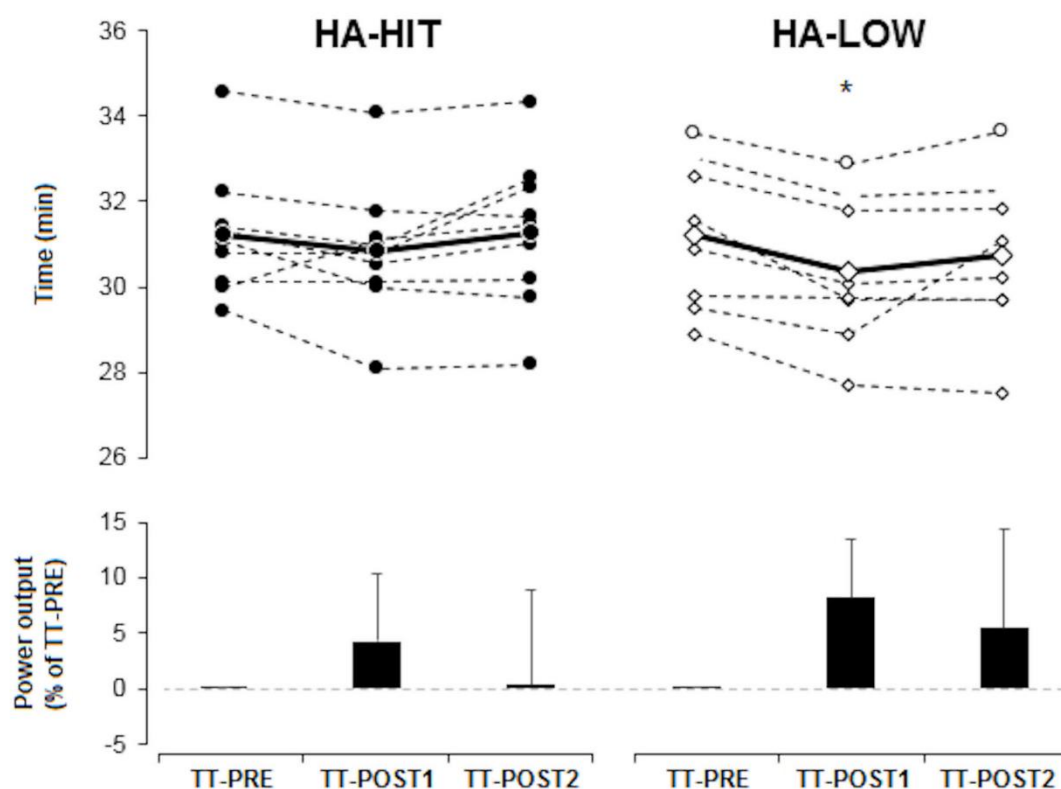 HA-HIT HA-LOW
*
Time (min)
36
34
32
30
28
26
Power output
(% of TT-PRE)
15
10
5
0
-5
TT-PRE TT-POST1 TT-POST2 TT-PRE TT-POST1 TT-POST2